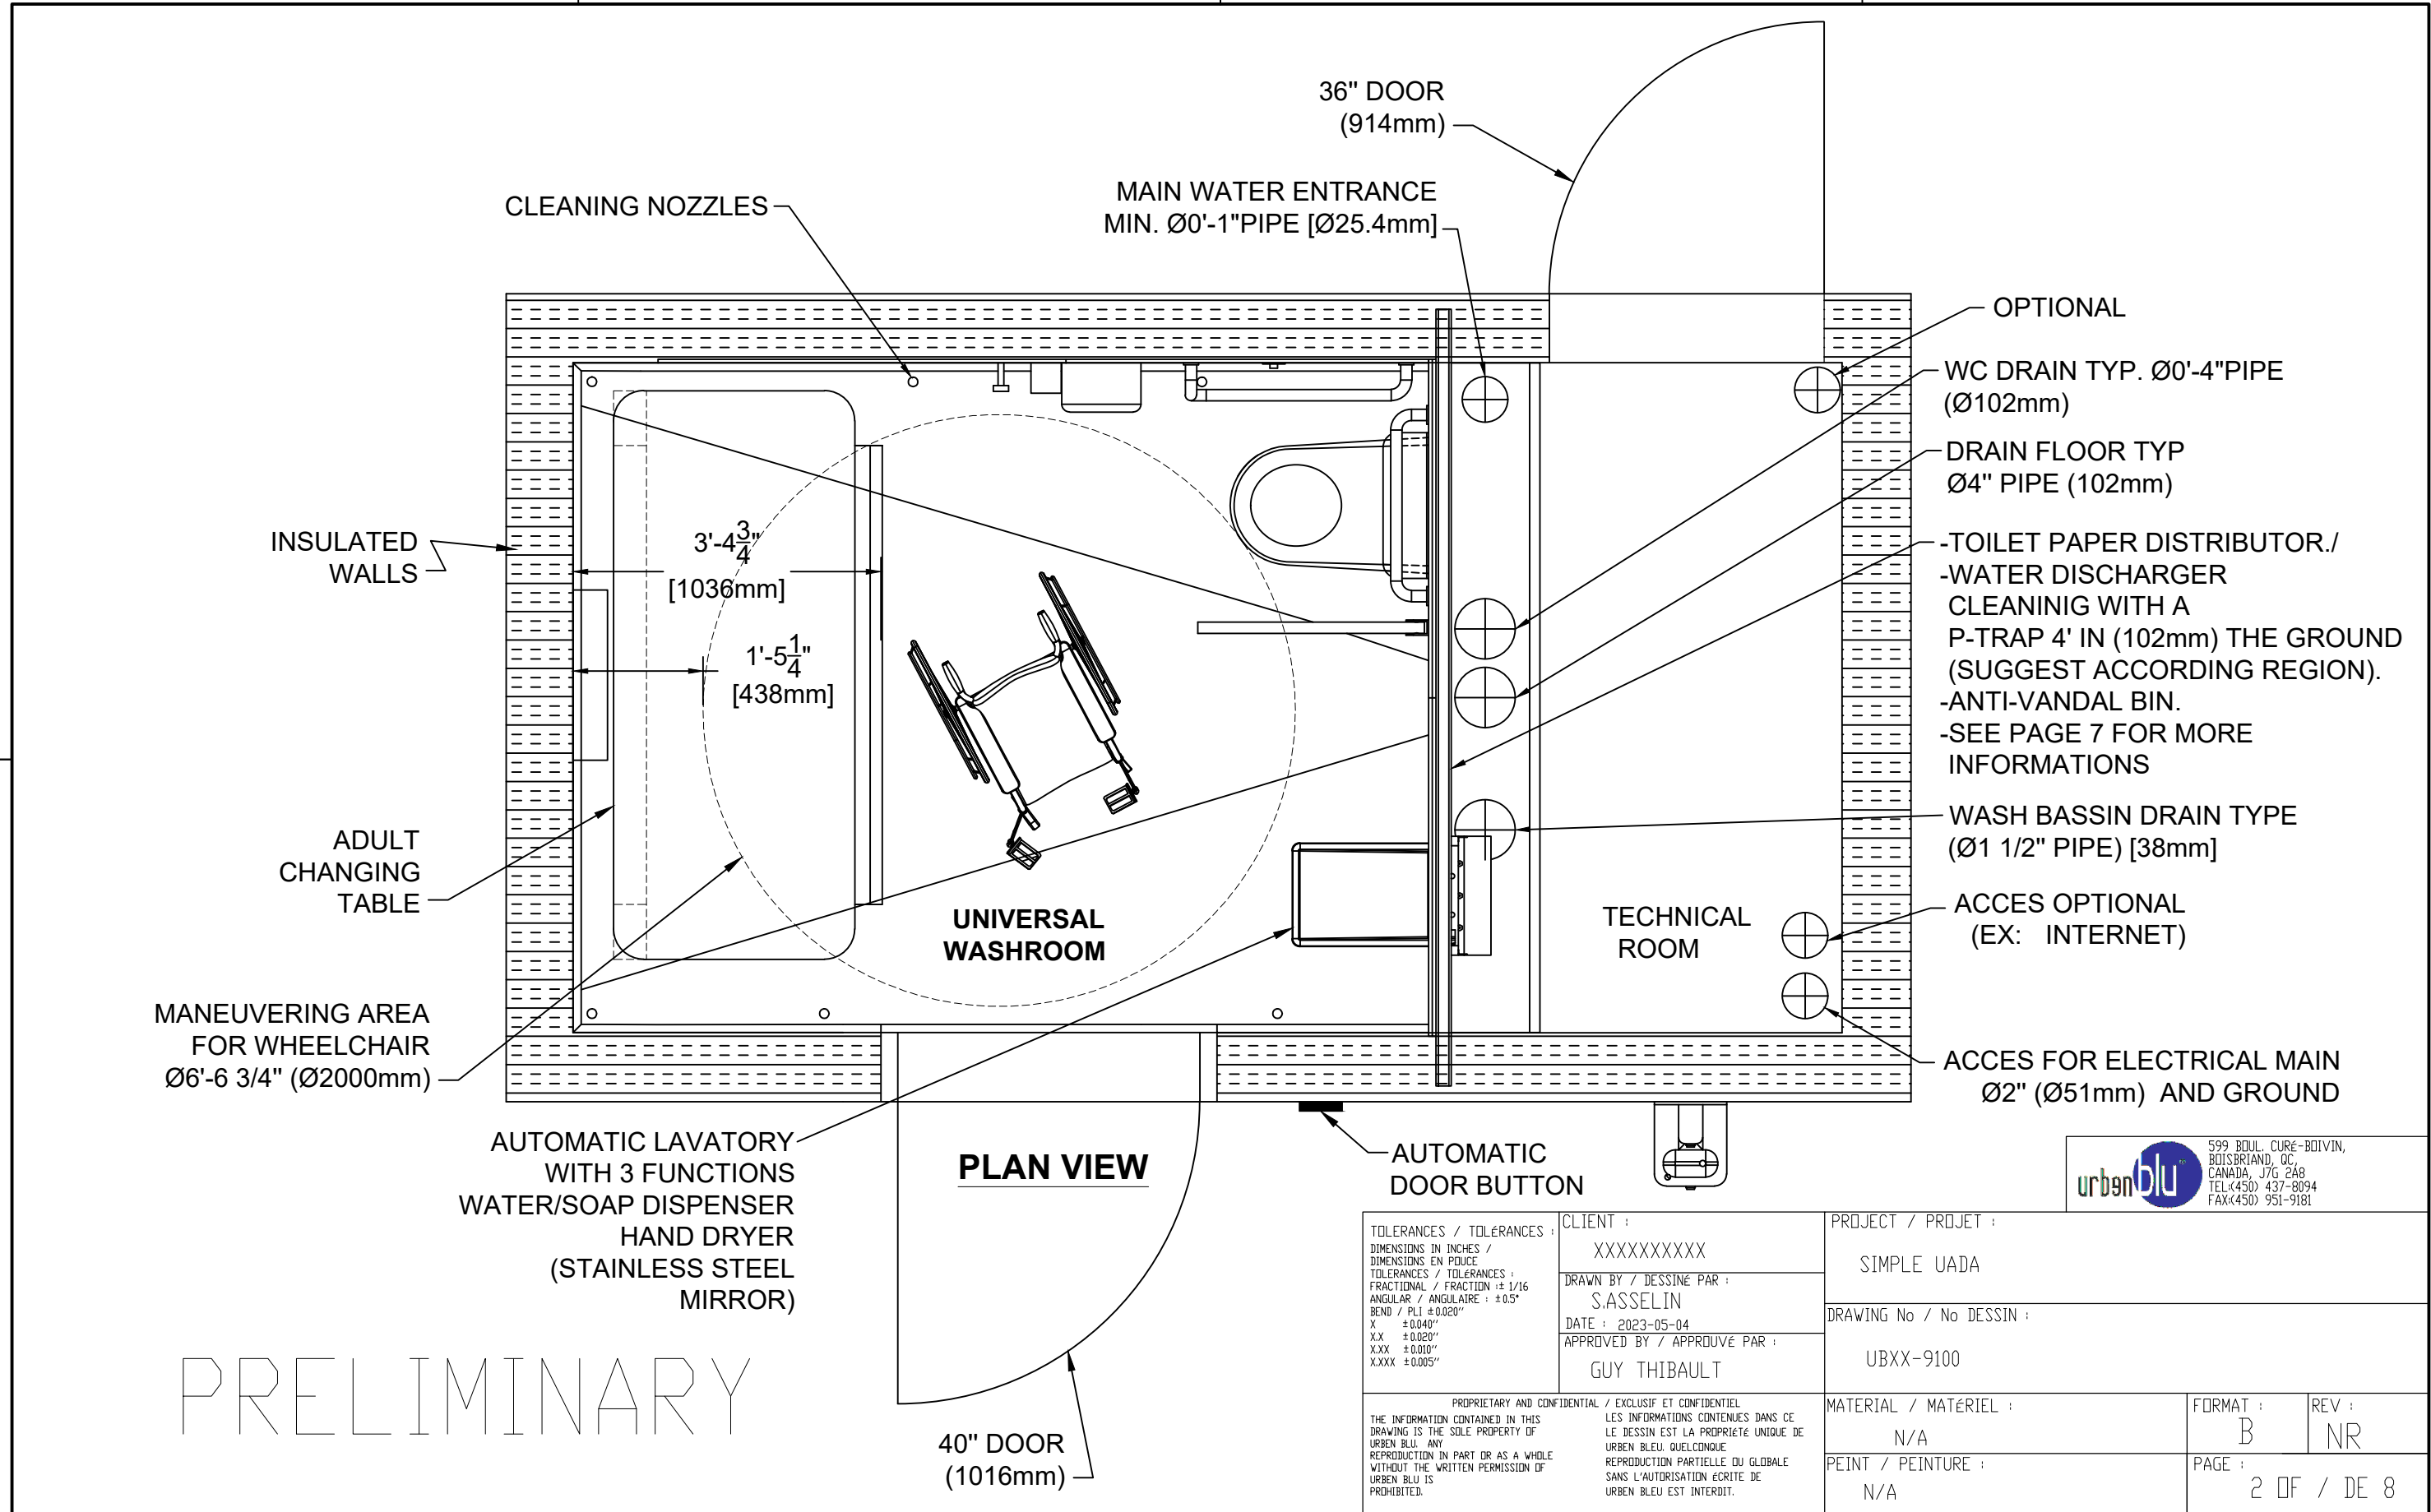 36" DOOR
(914mm)
CLEANING NOZZLES
MAIN WATER ENTRANCE
MIN. Ø0'-1"PIPE [Ø25.4mm]
OPTIONAL
WC DRAIN TYP. Ø0'-4"PIPE
(Ø102mm)
DRAIN FLOOR TYP
Ø4" PIPE (102mm)
-TOILET PAPER DISTRIBUTOR./
-WATER DISCHARGER
CLEANINIG WITH A
P-TRAP 4' IN (102mm) THE GROUND
(SUGGEST ACCORDING REGION).
-ANTI-VANDAL BIN.
-SEE PAGE 7 FOR MORE
INFORMATIONS
INSULATED
WALLS
3'-4 3/4"
[1036mm]
1'-5 1/4"
[438mm]
WASH BASSIN DRAIN TYPE
(Ø1 1/2" PIPE) [38mm]
ADULT
CHANGING
TABLE
UNIVERSAL
WASHROOM
TECHNICAL
ROOM
ACCES OPTIONAL
(EX: INTERNET)
MANEUVERING AREA
FOR WHEELCHAIR
Ø6'-6 3/4" (Ø2000mm)
ACCES FOR ELECTRICAL MAIN
Ø2" (Ø51mm) AND GROUND
AUTOMATIC LAVATORY
WITH 3 FUNCTIONS
WATER/SOAP DISPENSER
HAND DRYER
(STAINLESS STEEL
MIRROR)
PLAN VIEW
AUTOMATIC
DOOR BUTTON
40" DOOR
(1016mm)
PRELIMINARY
urbenblu
599 BOUL. CURé-BOIVIN,
BOISBRIAND, QC,
CANADA, J7G 2A8
TEL:(450) 437-8094
FAX:(450) 951-9181
TOLERANCES / TOLéRANCES :
DIMENSIONS IN INCHES /
DIMENSIONS EN POUCE
TOLERANCES / TOLéRANCES :
FRACTIONAL / FRACTION :± 1/16
ANGULAR / ANGULAIRE : ±0.5°
BEND / PLI ±0.020"
X ±0.040"
X.X ±0.020"
X.XX ±0.010"
X.XXX ±0.005"
CLIENT :
XXXXXXXXXX
DRAWN BY / DESSINé PAR :
S.ASSELIN
DATE : 2023-05-04
APPROVED BY / APPROUVé PAR :
GUY THIBAULT
PROJECT / PROJET :
SIMPLE UADA
DRAWING No / No DESSIN :
UBXX-9100
PROPRIETARY AND CONFIDENTIAL / EXCLUSIF ET CONFIDENTIEL
THE INFORMATION CONTAINED IN THIS
DRAWING IS THE SOLE PROPERTY OF
URBEN BLU. ANY
REPRODUCTION IN PART OR AS A WHOLE
WITHOUT THE WRITTEN PERMISSION OF
URBEN BLU IS
PROHIBITED.
LES INFORMATIONS CONTENUES DANS CE
LE DESSIN EST LA PROPRIéTé UNIQUE DE
URBEN BLEU. QUELCONQUE
REPRODUCTION PARTIELLE OU GLOBALE
SANS L'AUTORISATION éCRITE DE
URBEN BLEU EST INTERDIT.
MATERIAL / MATéRIEL :
N/A
FORMAT :
B
REV :
NR
PEINT / PEINTURE :
N/A
PAGE :
2 OF / DE 8